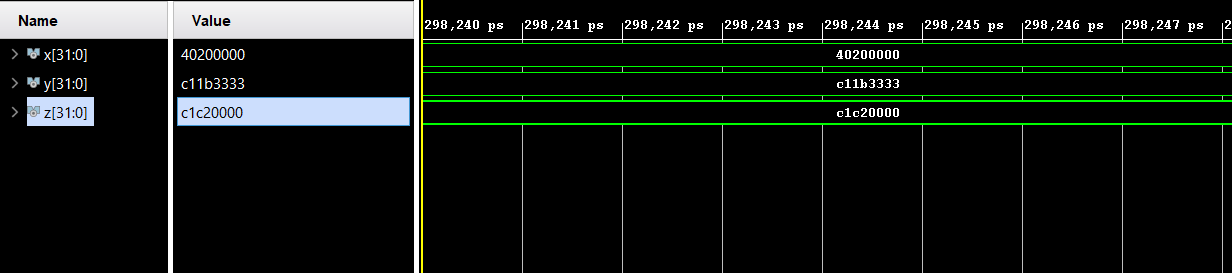 Name Value
298,240 ps 298,241 ps 298,242 ps 298,243 ps 298,244 ps 298,245 ps 298,246 ps 298,247 ps 2
x[31:0] 40200000 40200000
y[31:0] c11b3333 c11b3333
z[31:0] c1c20000 c1c20000